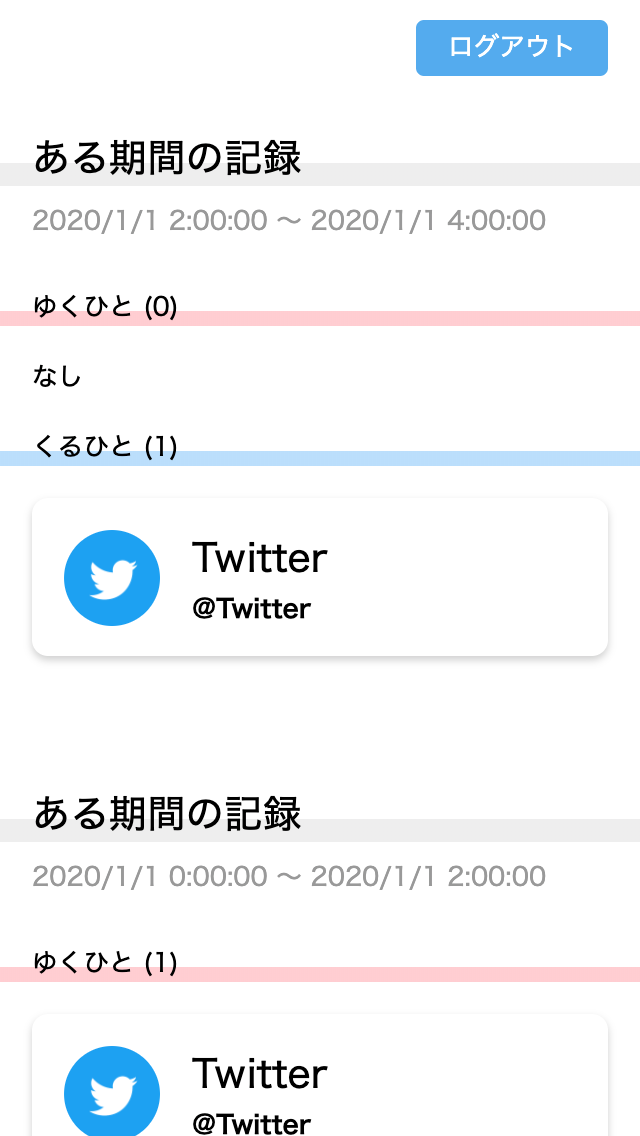 ログアウト
ある期間の記録
2020/1/1 2:00:00 〜 2020/1/1 4:00:00
ゆくひと (0)
なし
くるひと (1)
Twitter
@Twitter
ある期間の記録
2020/1/1 0:00:00 〜 2020/1/1 2:00:00
ゆくひと (1)
Twitter
@Twitter